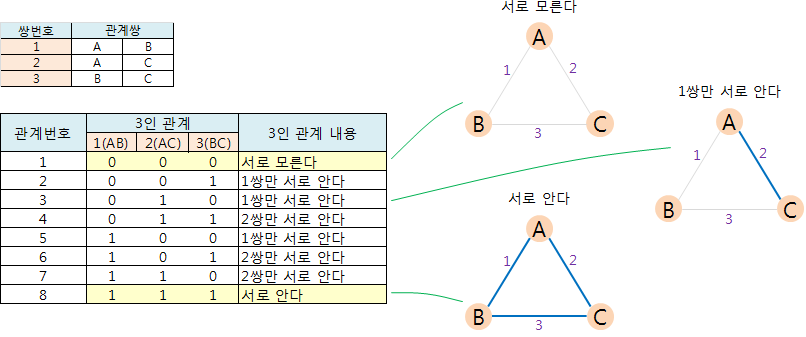 쌍번호 관계쌍
1 A B
2 A C
3 B C
관계번호 3인 관계 3인 관계 내용
1(AB) 2(AC) 3(BC)
1 0 0 0 서로 모른다
2 0 0 1 1쌍만 서로 안다
3 0 1 0 1쌍만 서로 안다
4 0 1 1 2쌍만 서로 안다
5 1 0 0 1쌍만 서로 안다
6 1 0 1 2쌍만 서로 안다
7 1 1 0 2쌍만 서로 안다
8 1 1 1 서로 안다
서로 모른다
A
1 2
B C
3
1쌍만 서로 안다
A
1 2
B C
3
서로 안다
A
1 2
B C
3